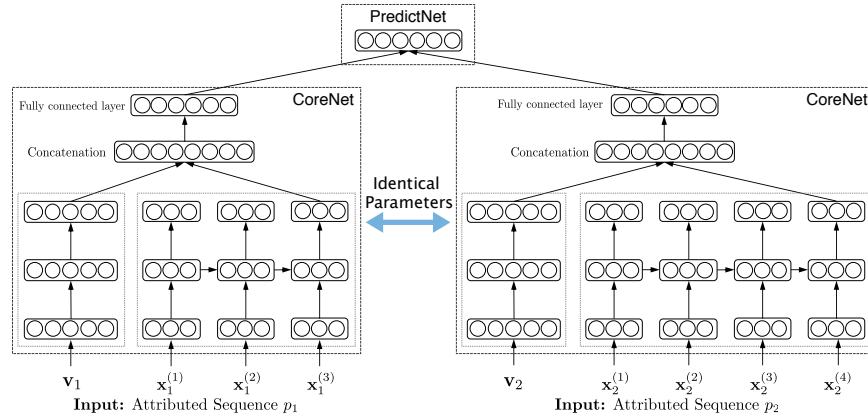 PredictNet
Fully connected layer
CoreNet
Concatenation
v₁
x₁⁽¹⁾
x₁⁽²⁾
x₁⁽³⁾
Input: Attributed Sequence p₁
Identical
Parameters
Fully connected layer
CoreNet
Concatenation
v₂
x₂⁽¹⁾
x₂⁽²⁾
x₂⁽³⁾
x₂⁽⁴⁾
Input: Attributed Sequence p₂